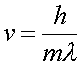 v = h / mλ